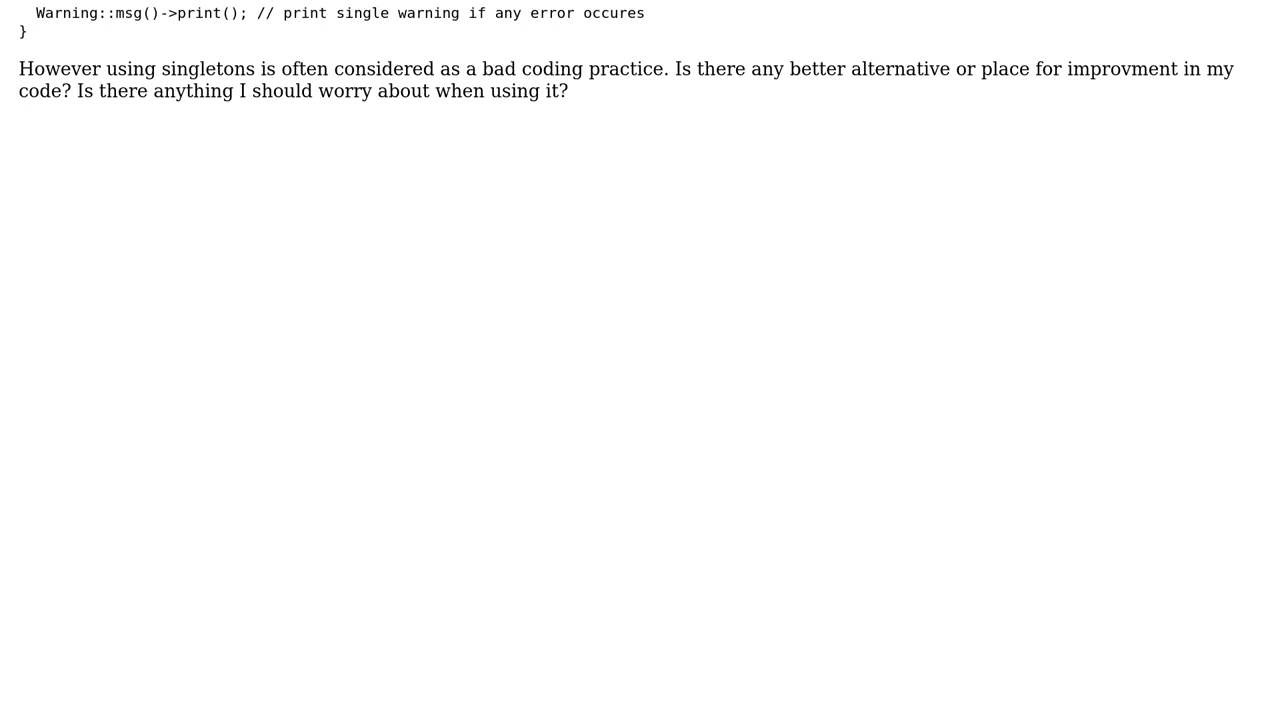 Warning::msg()->print(); // print single warning if any error occures
}
However using singletons is often considered as a bad coding practice. Is there any better alternative or place for improvment in my
code? Is there anything I should worry about when using it?